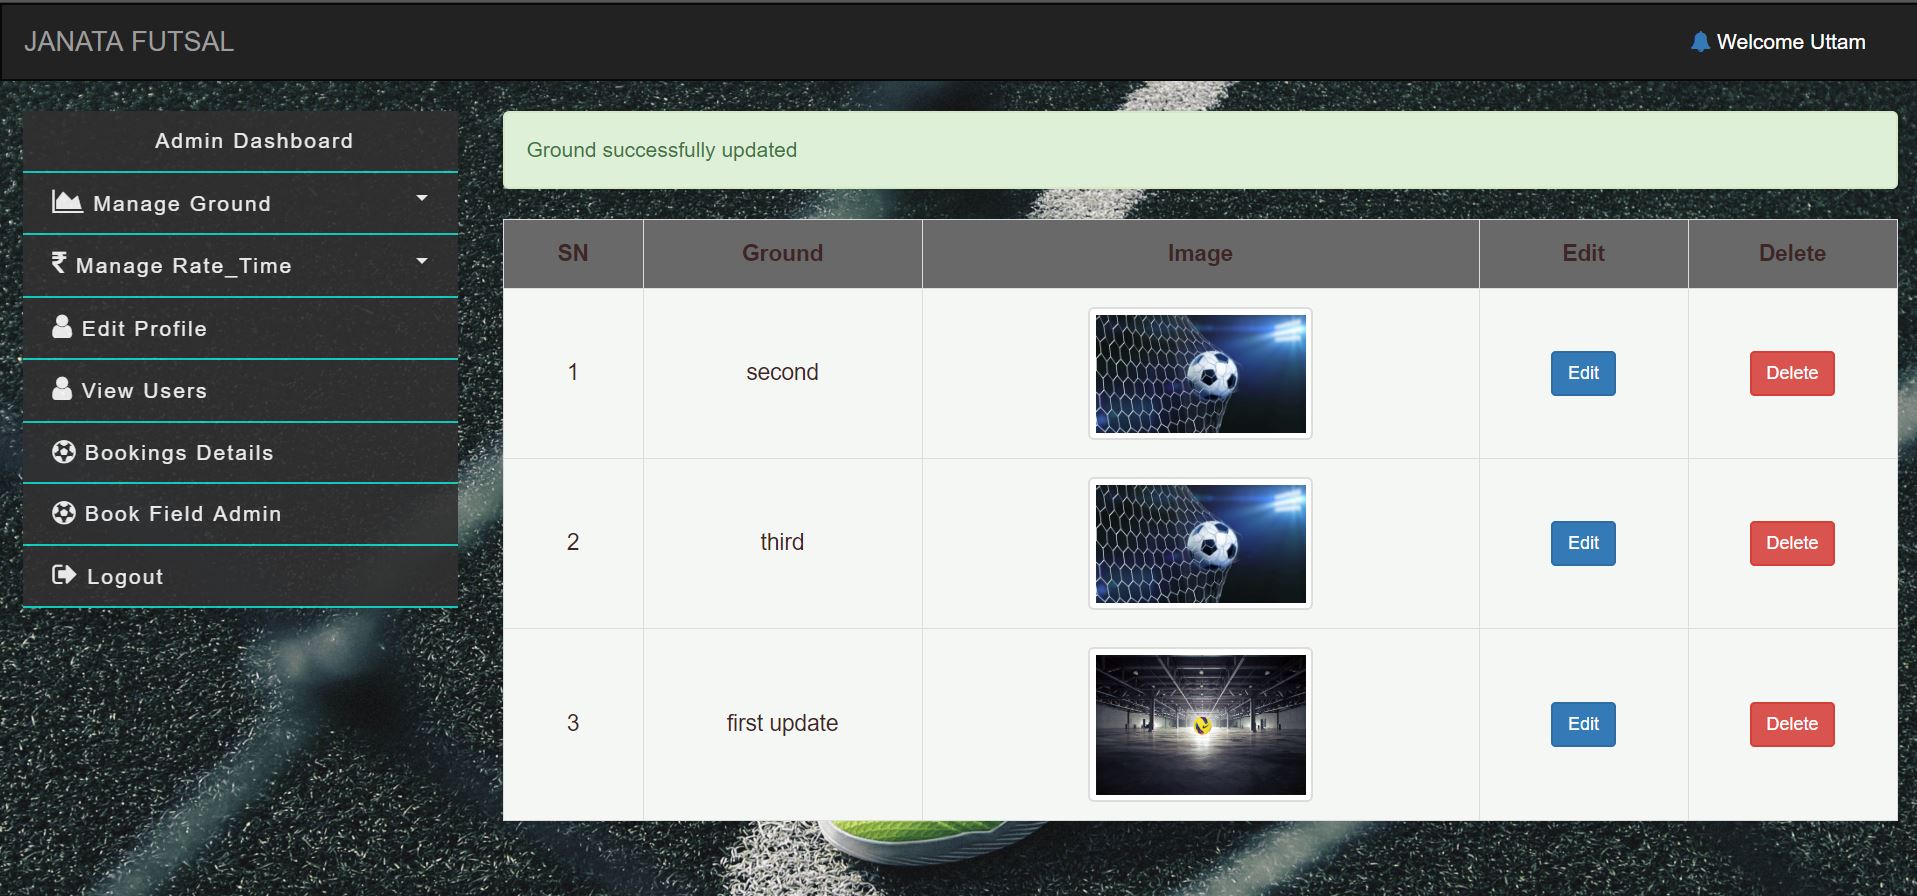 JANATA FUTSAL
Welcome Uttam
Admin Dashboard
Manage Ground
Manage Rate_Time
Edit Profile
View Users
Bookings Details
Book Field Admin
Logout
Ground successfully updated
SN Ground Image Edit Delete
1 second Edit Delete
2 third Edit Delete
3 first update Edit Delete